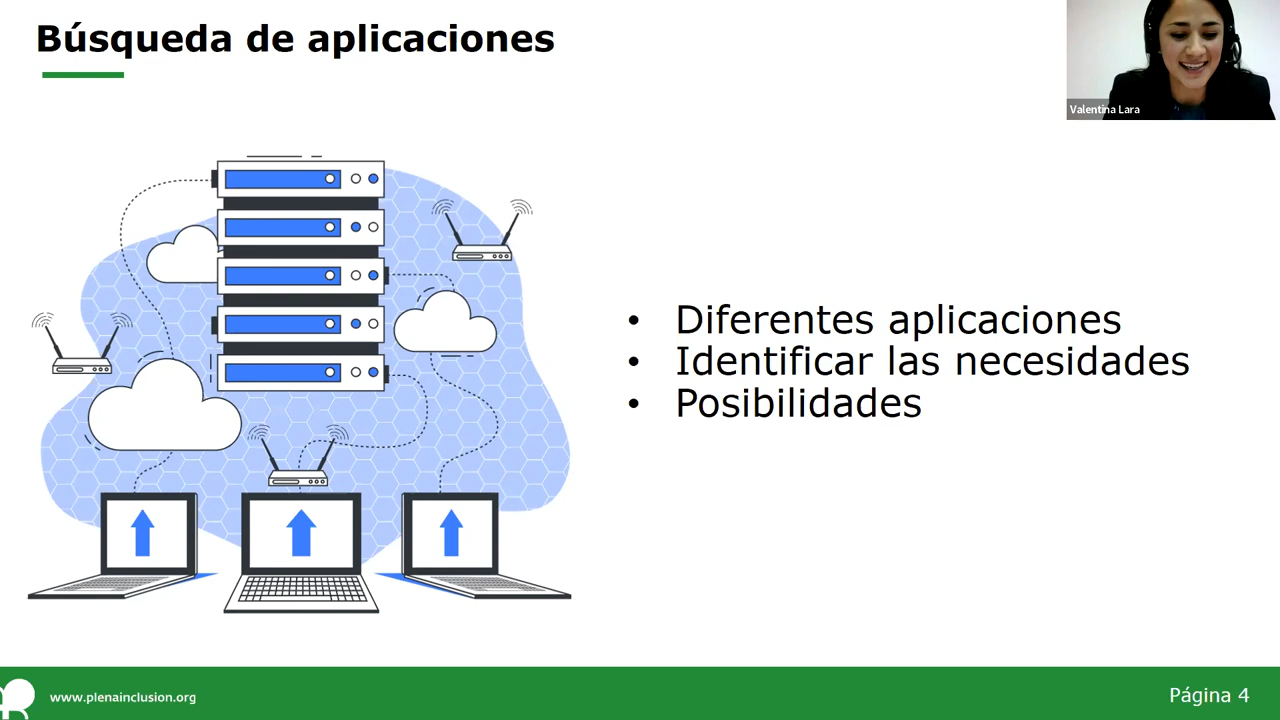 Búsqueda de aplicaciones
Valentina Lara
• Diferentes aplicaciones
• Identificar las necesidades
• Posibilidades
www.plenainclusion.org
Página 4